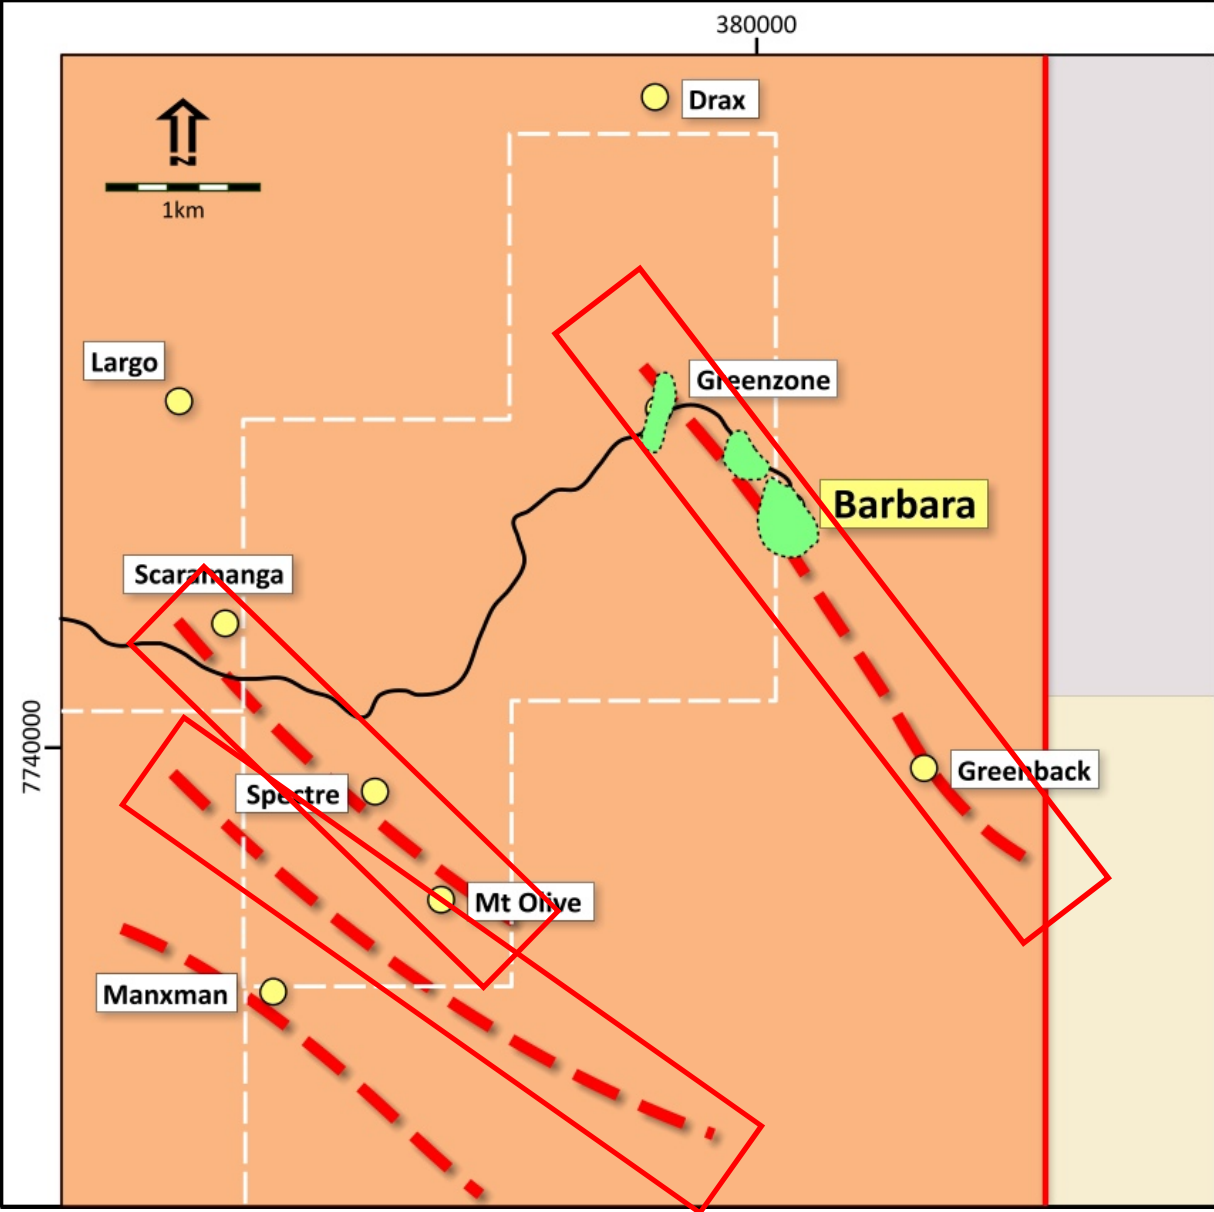 380000
Drax
N
1km
Largo
Greenzone
Barbara
Scaramanga
7740000
Spectre
Greenback
Mt Olive
Manxman